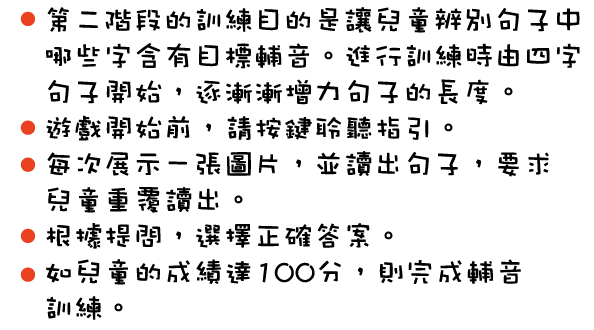 ● 第二階段的訓練目的是讓兒童辨別句子中
哪些字含有目標輔音。進行訓練時由四字
句子開始，逐漸漸增力句子的長度。
● 遊戲開始前，請按鍵聆聽指引。
● 每次展示一張圖片，並讀出句子，要求
兒童重覆讀出。
● 根據提問，選擇正確答案。
● 如兒童的成績達100分，則完成輔音
訓練。